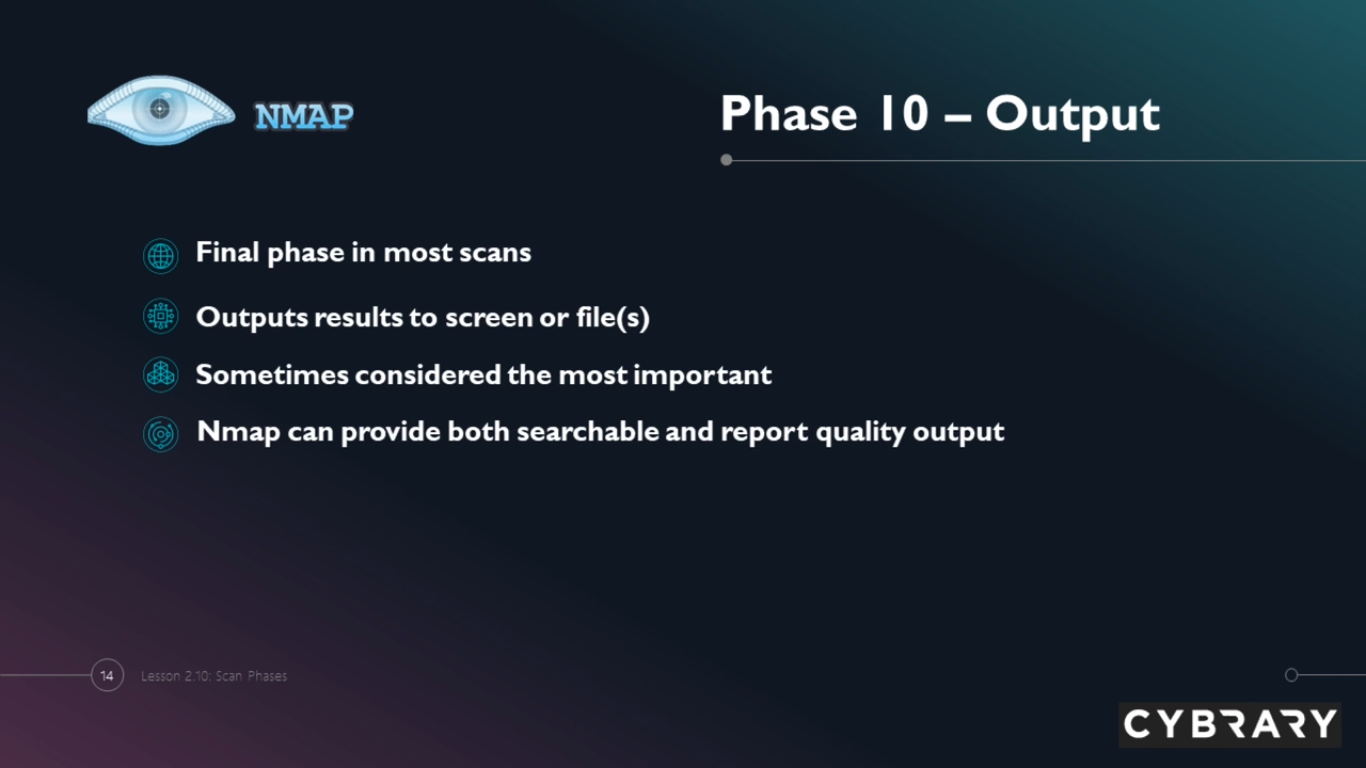 NMAP
Phase 10 – Output
Final phase in most scans
Outputs results to screen or file(s)
Sometimes considered the most important
Nmap can provide both searchable and report quality output
14
Lesson 2.10: Scan Phases
CYBRARY